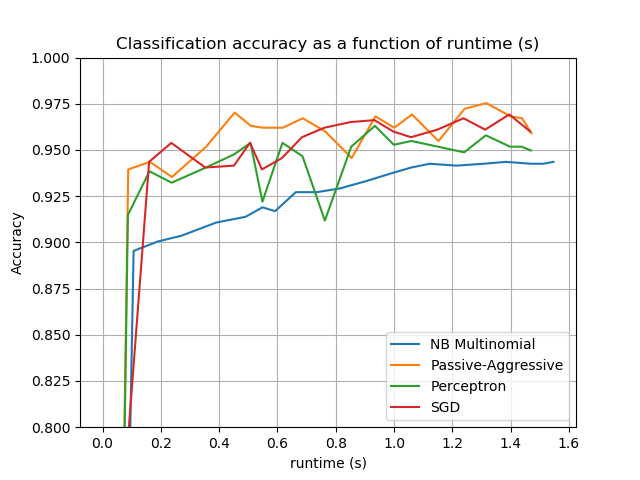 Classification accuracy as a function of runtime (s)
1.000
0.975
0.950
0.925
0.900
0.875
0.850
0.825
0.800
Accuracy
NB Multinomial
Passive-Aggressive
Perceptron
SGD
0.0 0.2 0.4 0.6 0.8 1.0 1.2 1.4 1.6
runtime (s)